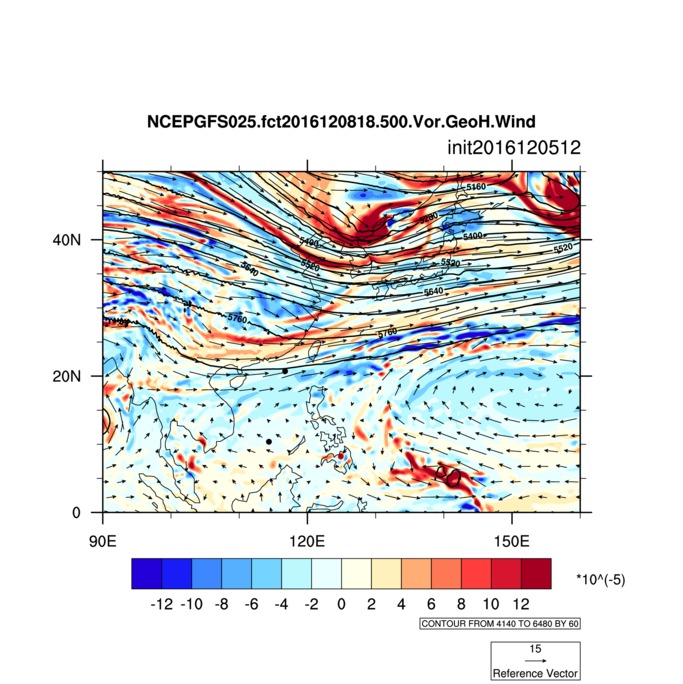 NCEPGFS025.fct2016120818.500.Vor.GeoH.Wind
init2016120512
5160
5280
5400
40N
5400
5520
5520
5520
5640
5640
5760
5760
20N
0
90E 120E 150E
-12 -10 -8 -6 -4 -2 0 2 4 6 8 10 12
*10^(-5)
CONTOUR FROM 4140 TO 6480 BY 60
15
Reference Vector